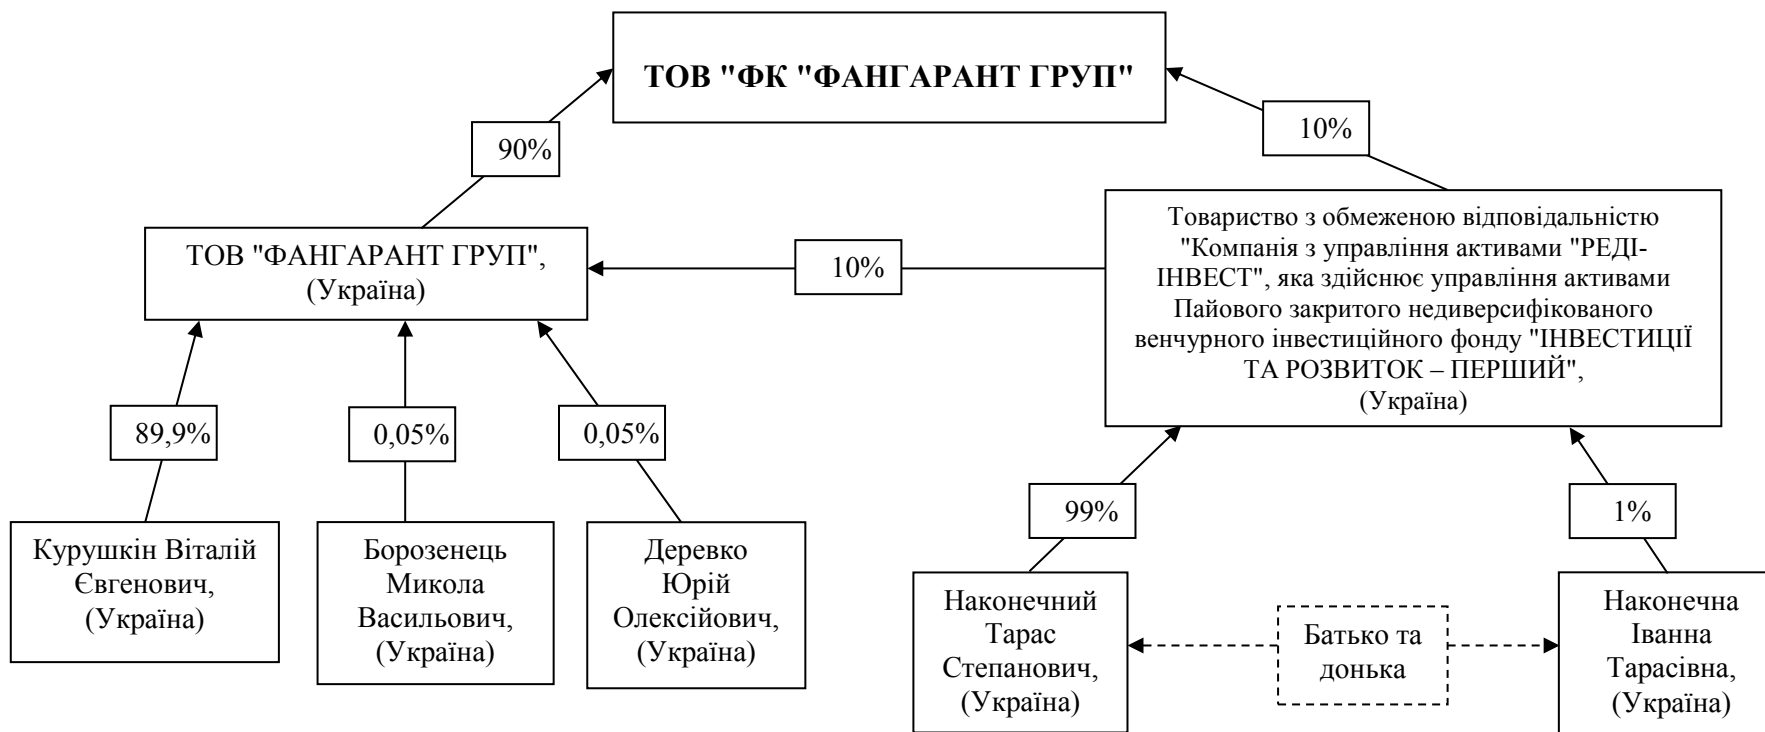 ТОВ "ФК "ФАНГАРАНТ ГРУП"
90%
10%
ТОВ "ФАНГАРАНТ ГРУП",
(Україна)
10%
Товариство з обмеженою відповідальністю
"Компанія з управління активами "РЕДІ-
ІНВЕСТ", яка здійснює управління активами
Пайового закритого недиверсифікованого
венчурного інвестиційного фонду "ІНВЕСТИЦІЇ
ТА РОЗВИТОК – ПЕРШИЙ",
(Україна)
89,9%
0,05%
0,05%
99%
1%
Курушкін Віталій
Євгенович,
(Україна)
Борозенець
Микола
Васильович,
(Україна)
Деревко
Юрій
Олексійович,
(Україна)
Наконечний
Тарас
Степанович,
(Україна)
Батько та
донька
Наконечна
Іванна
Тарасівна,
(Україна)